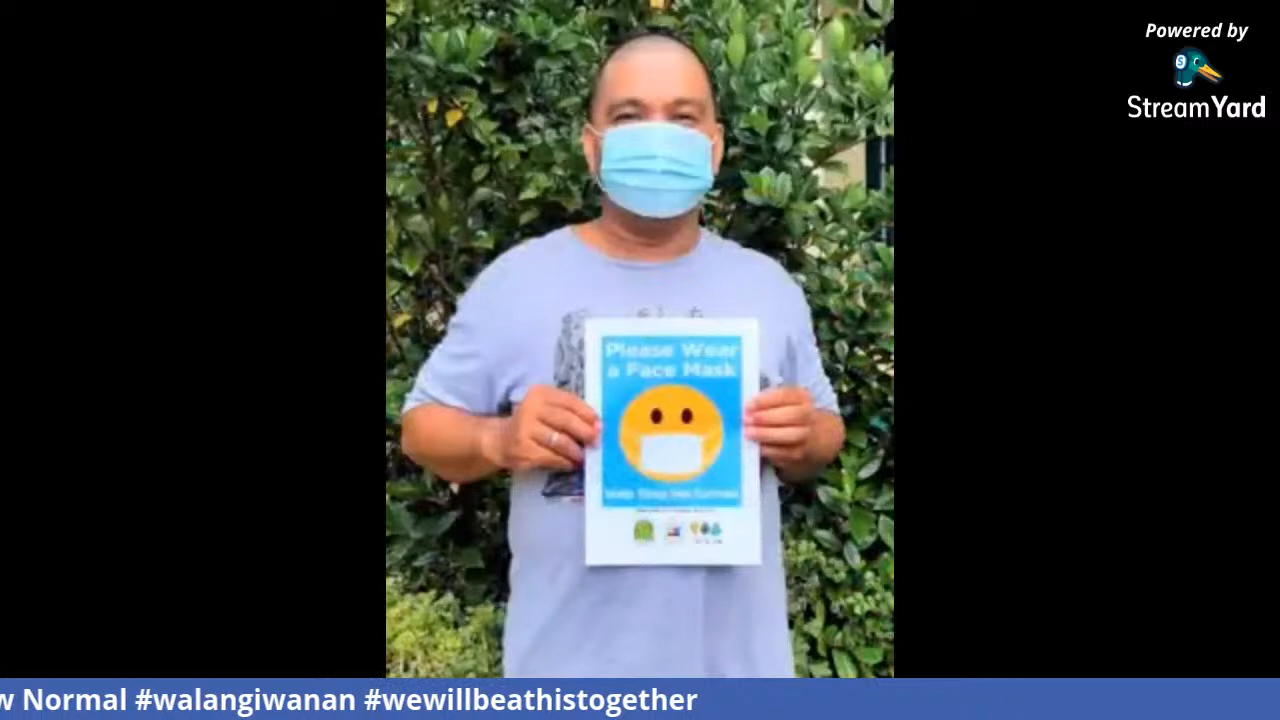 Powered by
StreamYard
Please Wear
a Face Mask
w Normal #walangiwanan #wewillbeathistogether